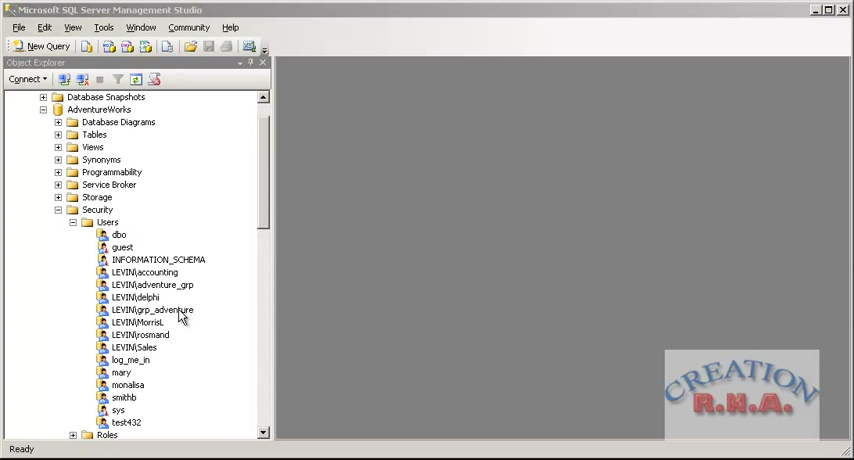 Microsoft SQL Server Management Studio
File Edit View Tools Window Community Help
New Query
Object Explorer
Connect
Database Snapshots
AdventureWorks
Database Diagrams
Tables
Views
Synonyms
Programmability
Service Broker
Storage
Security
Users
dbo
guest
INFORMATION_SCHEMA
LEVIN\accounting
LEVIN\adventure_grp
LEVIN\delphi
LEVIN\grp_adventure
LEVIN\MorrisL
LEVIN\rosmand
LEVIN\Sales
log_me_in
mary
monalisa
smithb
sys
test432
Roles
Ready
CREATION
R.N.A.